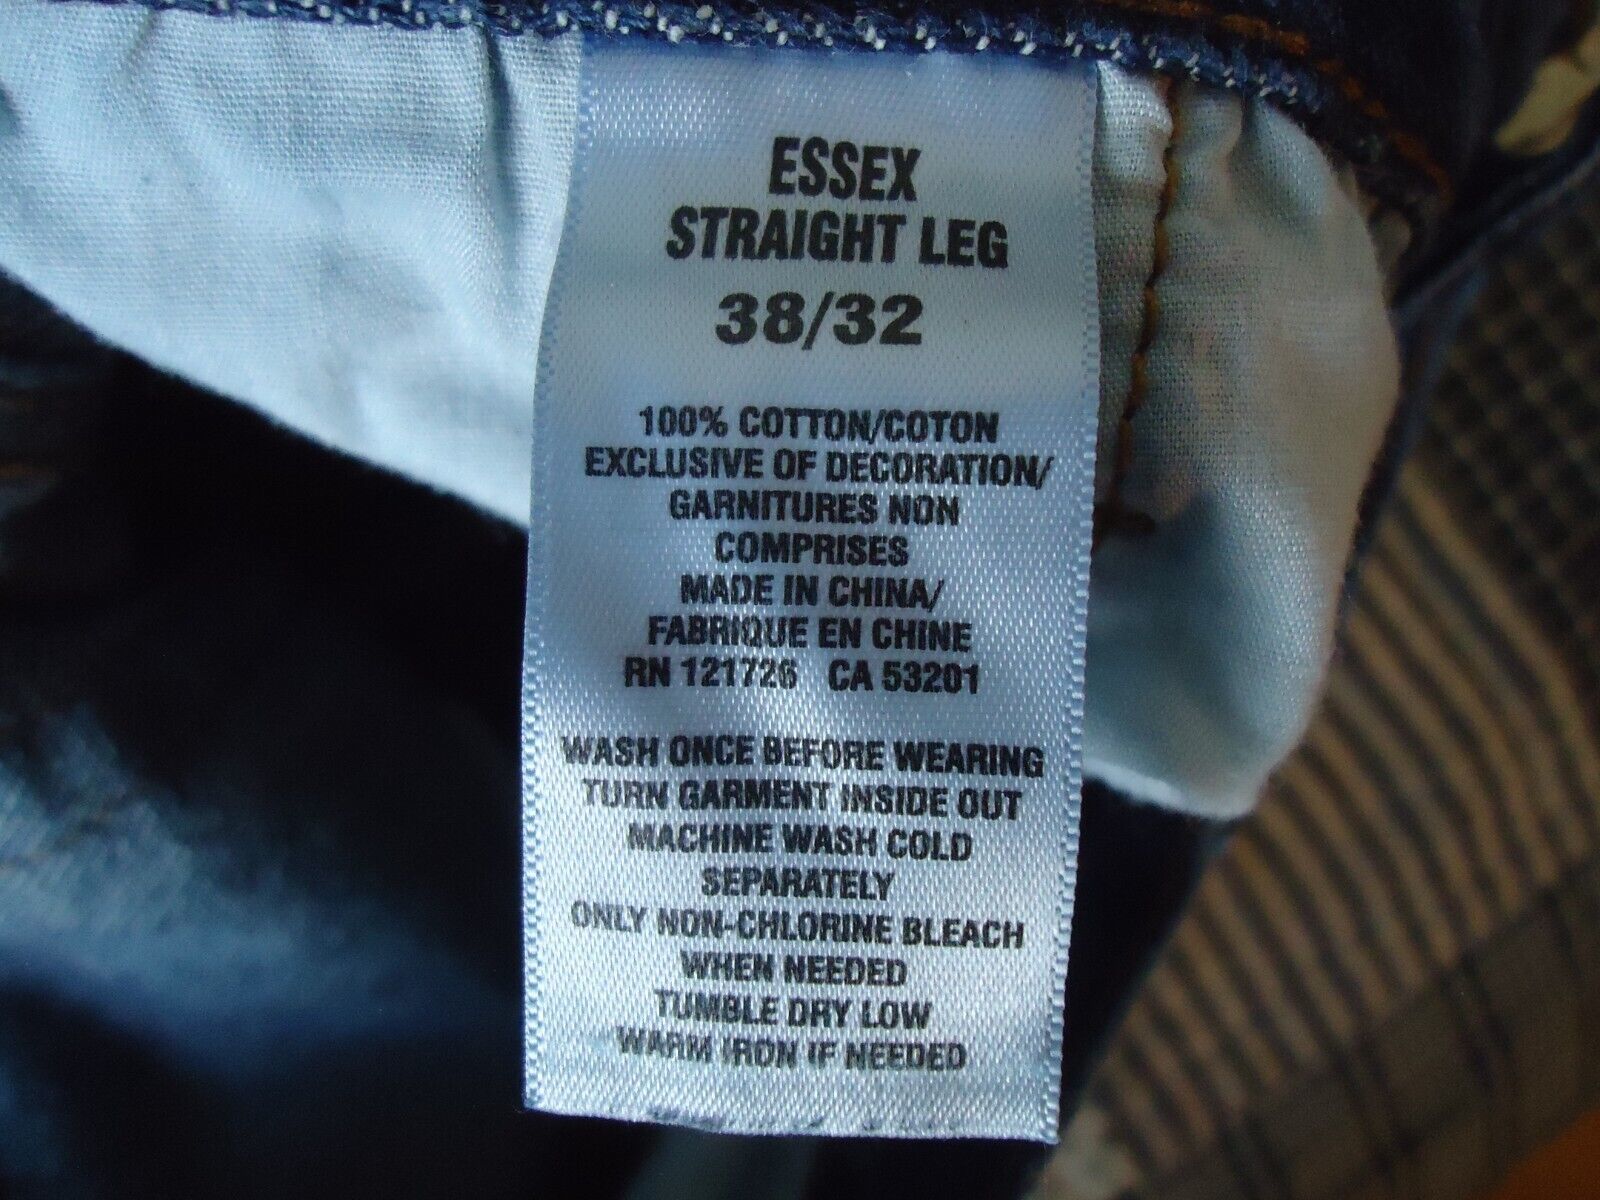 ESSEX
STRAIGHT LEG
38/32
100% COTTON/COTON
EXCLUSIVE OF DECORATION/
GARNITURES NON
COMPRISES
MADE IN CHINA/
FABRIQUE EN CHINE
RN 121726 CA 53201
WASH ONCE BEFORE WEARING
TURN GARMENT INSIDE OUT
MACHINE WASH COLD
SEPARATELY
ONLY NON-CHLORINE BLEACH
WHEN NEEDED
TUMBLE DRY LOW
WARM IRON IF NEEDED